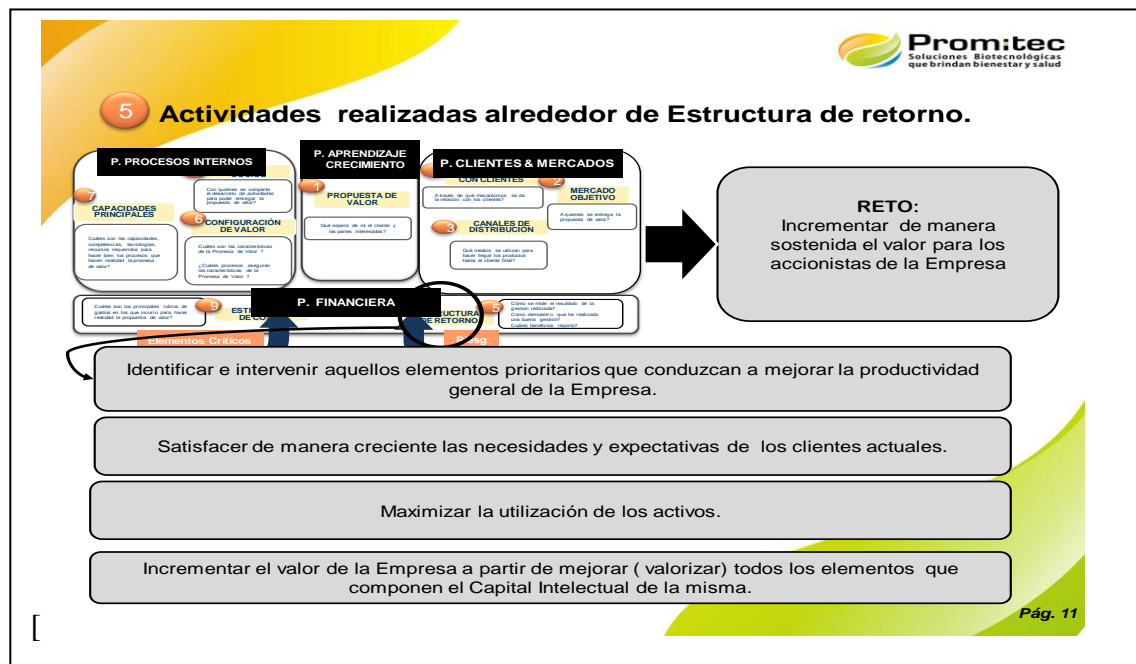 Promitec
Soluciones Biotecnológicas
que brindan bienestar y salud
5 Actividades realizadas alrededor de Estructura de retorno.
P. PROCESOS INTERNOS
P. APRENDIZAJE
CRECIMIENTO
P. CLIENTES & MERCADOS
Con quiénes se comparte
el desarrollo de actividades
para poder entregar la
propuesta de valor?
7
CAPACIDADES
PRINCIPALES
Cuáles son las capacidades,
competencias, tecnologías,
recursos requeridos para
hacer bien los procesos que
hacen realidad la promesa
de valor?
6
CONFIGURACIÓN
DE VALOR
Cuáles son las características
de la Promesa de Valor ?
¿Cuáles procesos aseguran
las características de la
Promesa de Valor ?
1
PROPUESTA DE
VALOR
Qué espera de mi el cliente y
las partes interesadas?
CON CLIENTES
A través de qué mecanismos se da
la relación con los clientes?
2
MERCADO
OBJETIVO
A quienes se entrega la
propuesta de valor?
3
CANALES DE
DISTRIBUCIÓN
Qué medios se utilizan para
hacer llegar los productos
hasta el cliente final?
P. FINANCIERA
Cuáles son los principales rubros de
gastos en los que incurro para hacer
realidad la propuesta de valor?
9
5
DE RETORNO
Cómo se mide el resultado de la
gestión realizada?
Cómo demuestro que he realizado
una buena gestión?
Cuáles beneficios reporto?
Elementos Críticos
RETO:
Incrementar de manera
sostenida el valor para los
accionistas de la Empresa
Identificar e intervenir aquellos elementos prioritarios que conduzcan a mejorar la productividad
general de la Empresa.
Satisfacer de manera creciente las necesidades y expectativas de los clientes actuales.
Maximizar la utilización de los activos.
Incrementar el valor de la Empresa a partir de mejorar ( valorizar) todos los elementos que
componen el Capital Intelectual de la misma.
Pág. 11
[